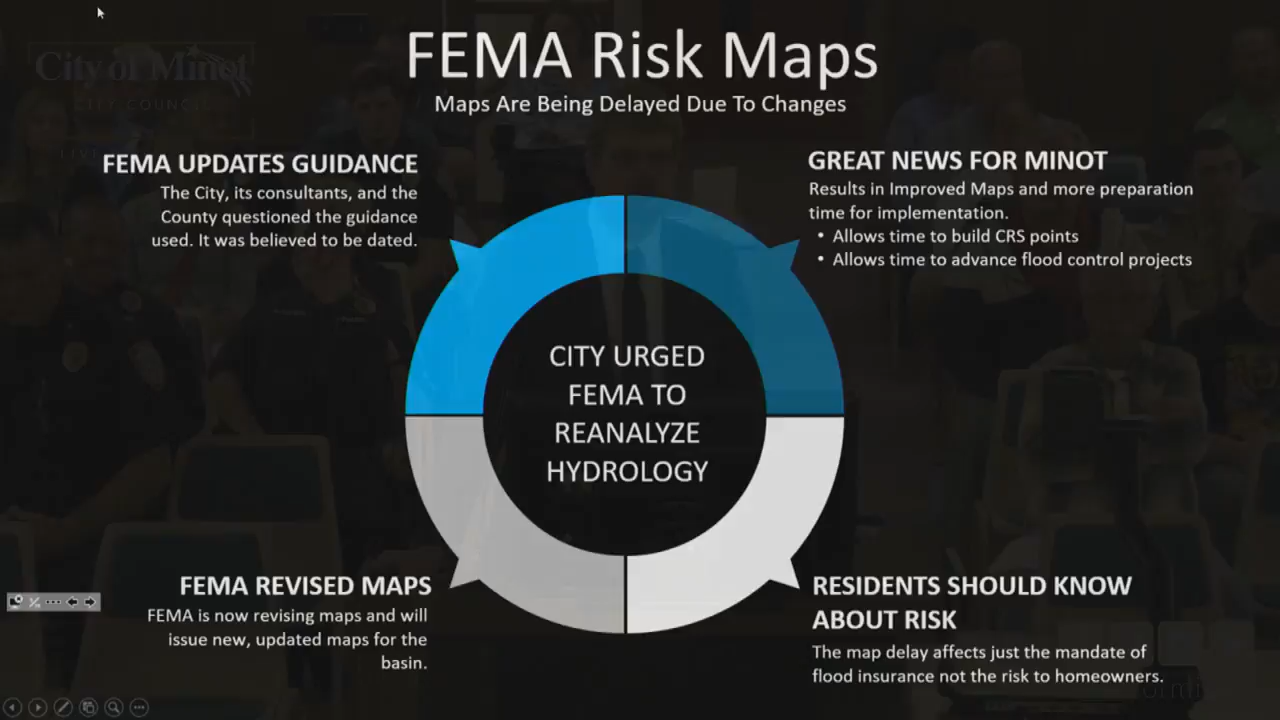 City of Minot
CITY COUNCIL
FEMA Risk Maps
Maps Are Being Delayed Due To Changes
FEMA UPDATES GUIDANCE
The City, its consultants, and the
County questioned the guidance
used. It was believed to be dated.
GREAT NEWS FOR MINOT
Results in Improved Maps and more preparation
time for implementation.
• Allows time to build CRS points
• Allows time to advance flood control projects
CITY URGED
FEMA TO
REANALYZE
HYDROLOGY
FEMA REVISED MAPS
FEMA is now revising maps and will
issue new, updated maps for the
basin.
RESIDENTS SHOULD KNOW
ABOUT RISK
The map delay affects just the mandate of
flood insurance not the risk to homeowners.